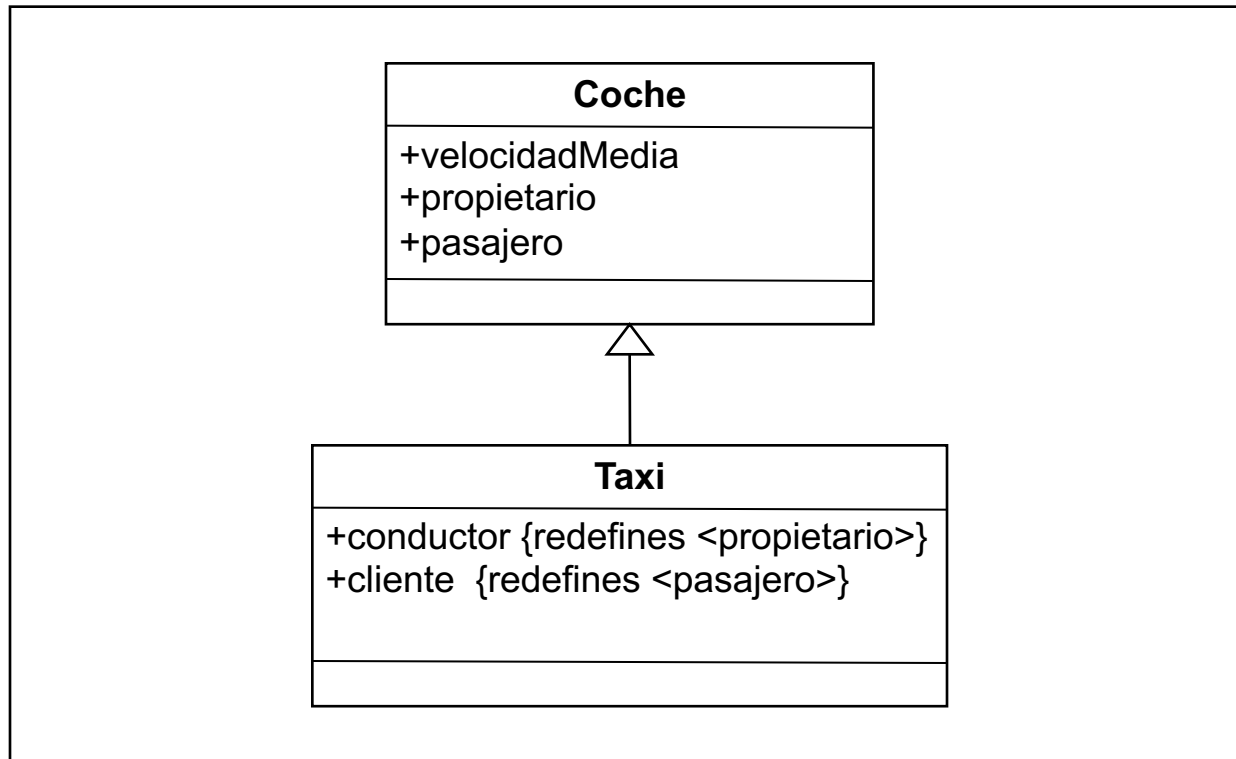 Coche
+velocidadMedia
+propietario
+pasajero
Taxi
+conductor {redefines <propietario>}
+cliente  {redefines <pasajero>}